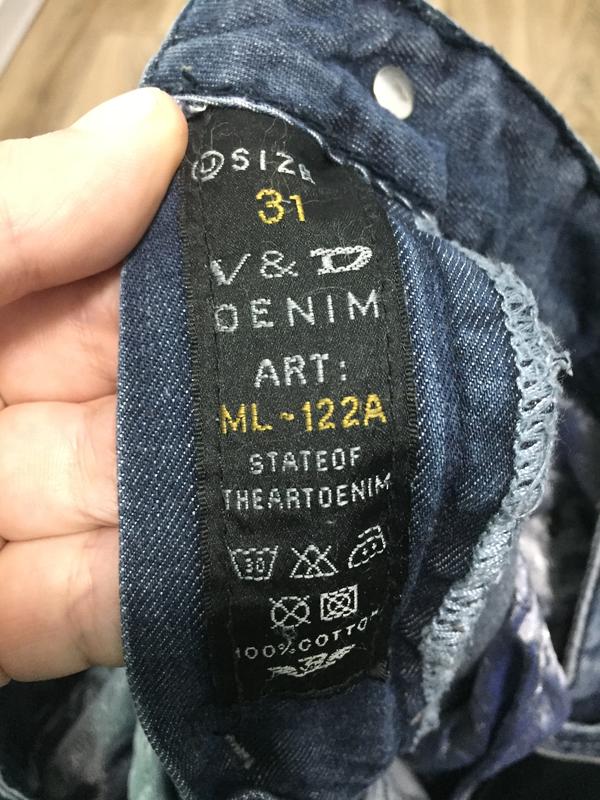 SIZE
31
V & D
DENIM
ART:
ML-122A
STATEOF
THEARTDENIM
30
100%COTTON